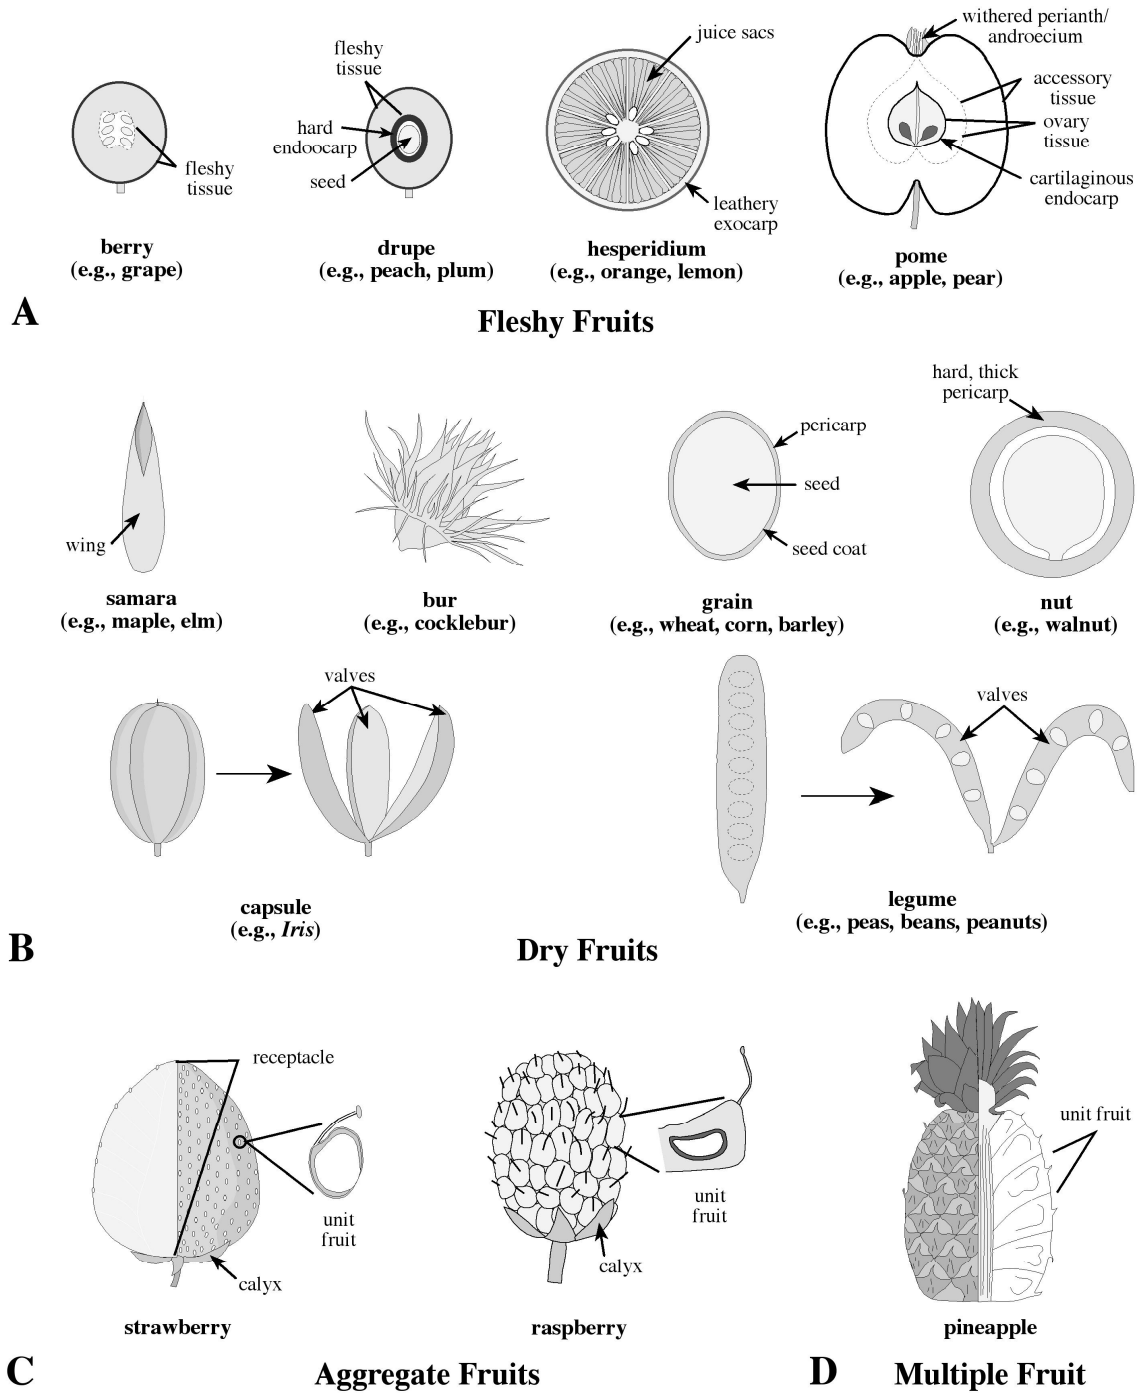 withered perianth/
androecium
juice sacs
fleshy
tissue
accessory
tissue
hard
endoocarp
ovary
tissue
fleshy
tissue
seed
cartilaginous
endocarp
leathery
exocarp
berry
(e.g., grape)
drupe
(e.g., peach, plum)
hesperidium
(e.g., orange, lemon)
pome
(e.g., apple, pear)
A
Fleshy Fruits
hard, thick
pericarp
pericarp
seed
wing
seed coat
samara
(e.g., maple, elm)
bur
(e.g., cocklebur)
grain
(e.g., wheat, corn, barley)
nut
(e.g., walnut)
valves
valves
capsule
(e.g., Iris)
legume
(e.g., peas, beans, peanuts)
B
Dry Fruits
receptacle
unit fruit
unit
fruit
unit
fruit
calyx
calyx
strawberry
raspberry
pineapple
C
Aggregate Fruits
D
Multiple Fruit